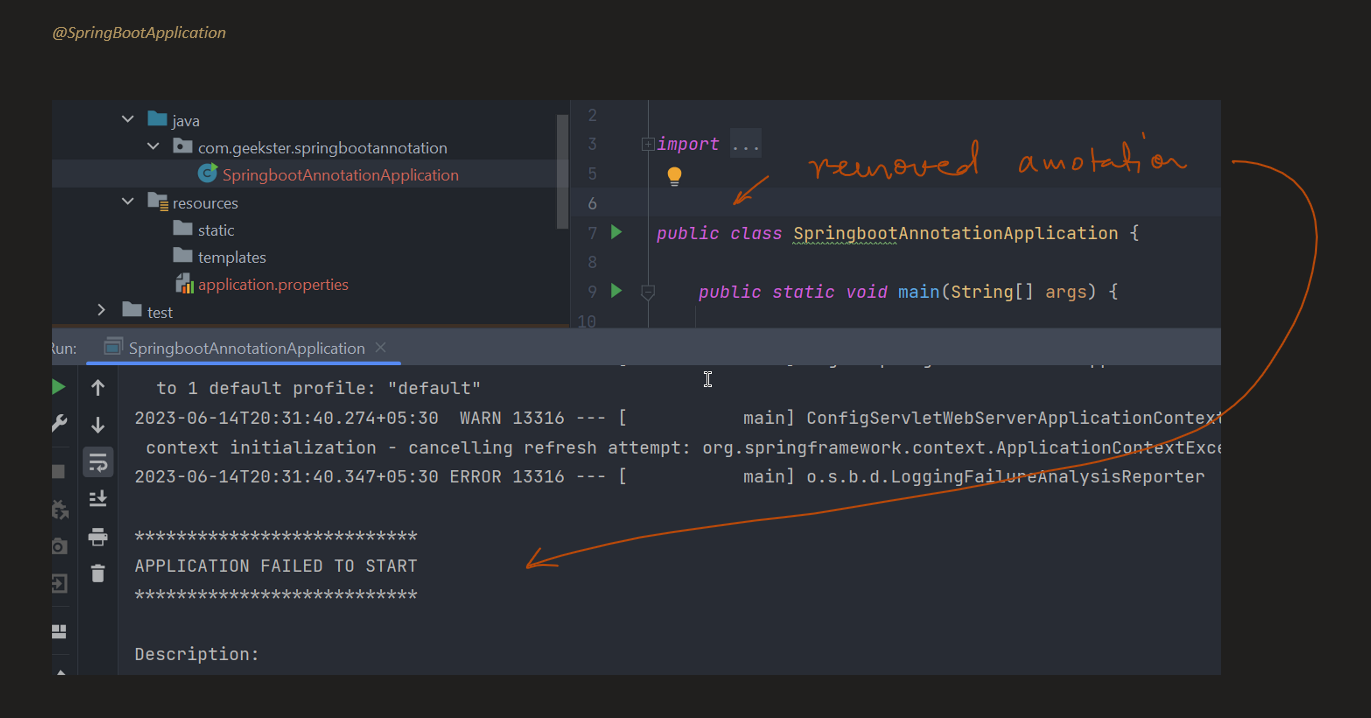 @SpringBootApplication
java
com.geekster.springbootannotation
SpringbootAnnotationApplication
resources
static
templates
application.properties
test
2
3 import ...
5
6
7 public class SpringbootAnnotationApplication {
8
9 public static void main(String[] args) {
10
removed anotation
Run: SpringbootAnnotationApplication
to 1 default profile: "default"
2023-06-14T20:31:40.274+05:30  WARN 13316 --- [           main] ConfigServletWebServerApplicationContext
context initialization - cancelling refresh attempt: org.springframework.context.ApplicationContextExce
2023-06-14T20:31:40.347+05:30 ERROR 13316 --- [           main] o.s.b.d.LoggingFailureAnalysisReporter
***************************
APPLICATION FAILED TO START
***************************
Description: